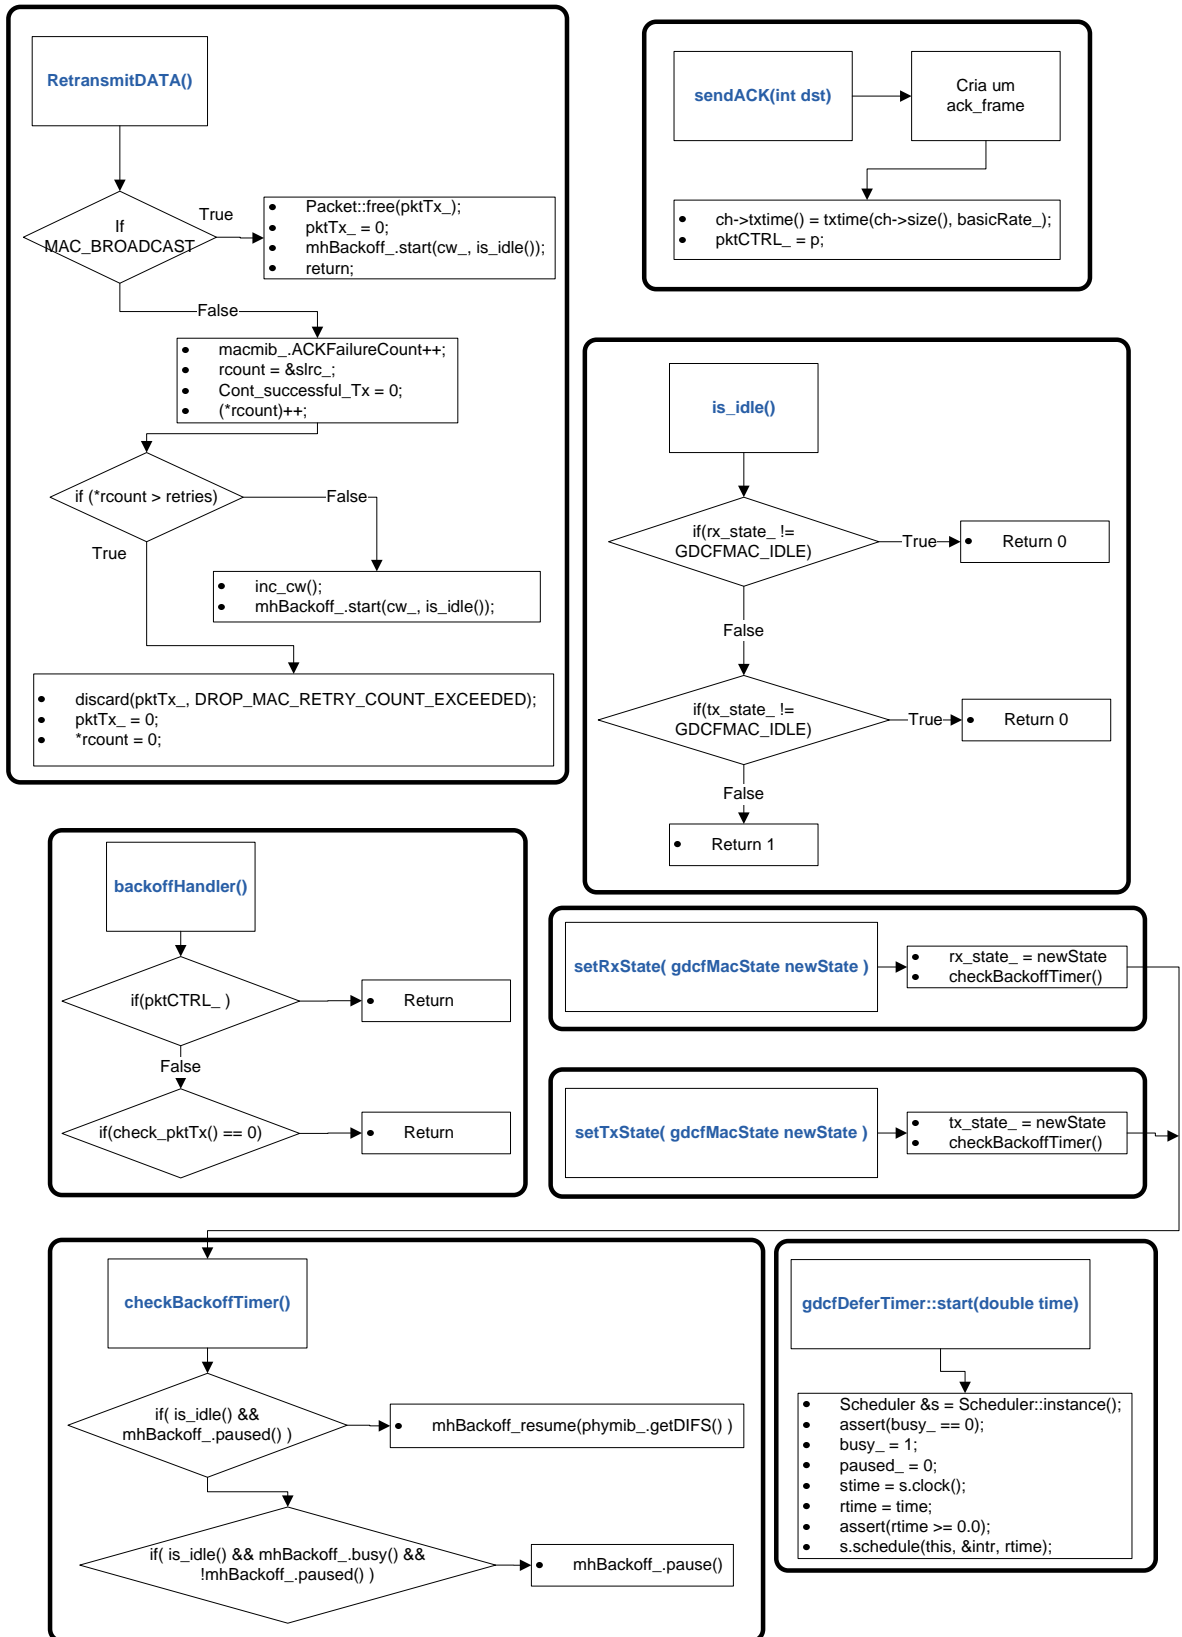 RetransmitDATA()
If
MAC_BROADCAST
True
• Packet::free(pktTx_);
• pktTx_ = 0;
• mhBackoff_.start(cw_, is_idle());
• return;
False
• macmib_.ACKFailureCount++;
• rcount = &slrc_;
• Cont_successful_Tx = 0;
• (*rcount)++;
if (*rcount > retries)
False
True
• inc_cw();
• mhBackoff_.start(cw_, is_idle());
• discard(pktTx_, DROP_MAC_RETRY_COUNT_EXCEEDED);
• pktTx_ = 0;
• *rcount = 0;
sendACK(int dst)
Cria um
ack_frame
• ch->txtime() = txtime(ch->size(), basicRate_);
• pktCTRL_ = p;
is_idle()
if(rx_state_ !=
GDCFMAC_IDLE)
True
• Return 0
False
if(tx_state_ !=
GDCFMAC_IDLE)
True
• Return 0
False
• Return 1
backoffHandler()
if(pktCTRL_ )
• Return
False
if(check_pktTx() == 0)
• Return
setRxState( gdcfMacState newState )
• rx_state_ = newState
• checkBackoffTimer()
setTxState( gdcfMacState newState )
• tx_state_ = newState
• checkBackoffTimer()
checkBackoffTimer()
if( is_idle() &&
mhBackoff_.paused() )
• mhBackoff_resume(phymib_.getDIFS() )
if( is_idle() && mhBackoff_.busy() &&
!mhBackoff_.paused() )
• mhBackoff_.pause()
gdcfDeferTimer::start(double time)
• Scheduler &s = Scheduler::instance();
• assert(busy_ == 0);
• busy_ = 1;
• paused_ = 0;
• stime = s.clock();
• rtime = time;
• assert(rtime >= 0.0);
• s.schedule(this, &intr, rtime);